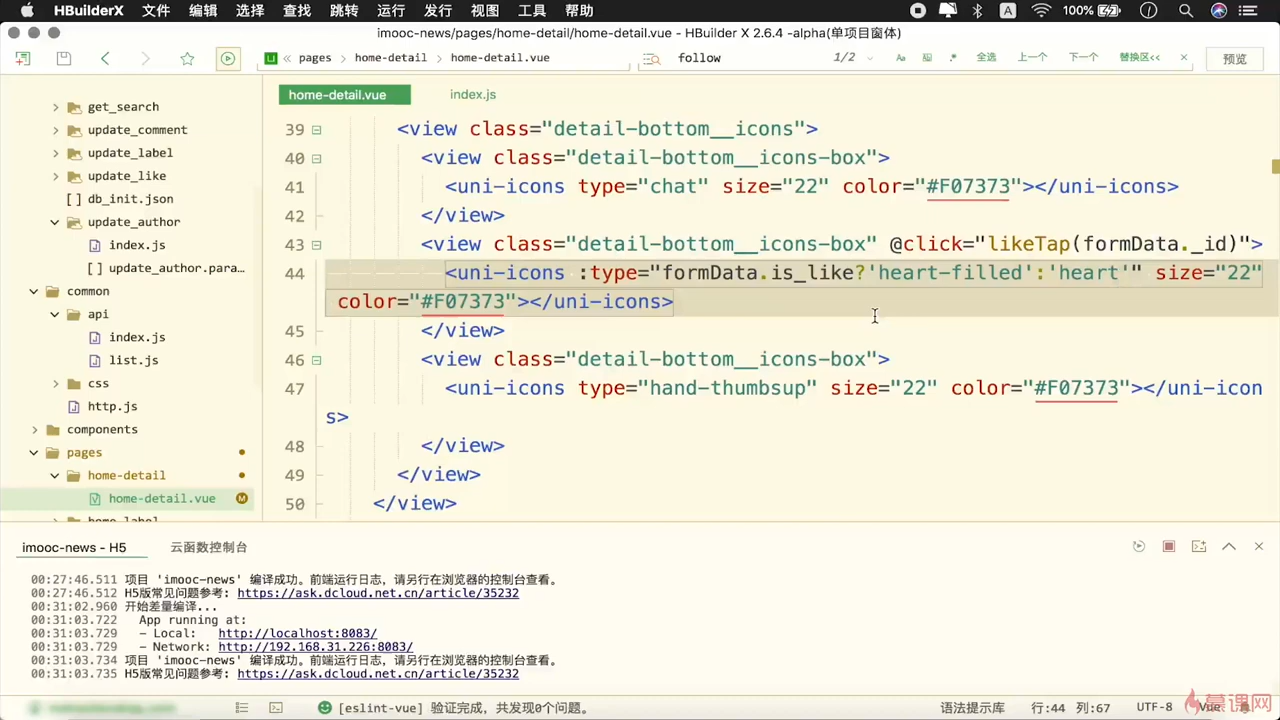 HBuilderX 文件 编辑 选择 查找 跳转 运行 发行 视图 工具 帮助 100%
imooc-news/pages/home-detail/home-detail.vue - HBuilder X 2.6.4 -alpha(单项目窗体)
pages home-detail home-detail.vue follow 1/2 Aa .* 全选 上一个 下一个 替换区<< 预览
get_search
update_comment
update_label
update_like
db_init.json
update_author
index.js
update_author.para...
common
api
index.js
list.js
css
http.js
components
pages
home-detail
home-detail.vue M
home-detail.vue index.js
39 <view class="detail-bottom__icons">
40 <view class="detail-bottom__icons-box">
41 <uni-icons type="chat" size="22" color="#F07373"></uni-icons>
42 </view>
43 <view class="detail-bottom__icons-box" @click="likeTap(formData._id)">
44 <uni-icons :type="formData.is_like?'heart-filled':'heart'" size="22"
color="#F07373"></uni-icons>
45 </view>
46 <view class="detail-bottom__icons-box">
47 <uni-icons type="hand-thumbsup" size="22" color="#F07373"></uni-icon
s>
48 </view>
49 </view>
50 </view>
imooc-news - H5 云函数控制台
00:27:46.511 项目 'imooc-news' 编译成功。前端运行日志，请另行在浏览器的控制台查看。
00:27:46.512 H5版常见问题参考: https://ask.dcloud.net.cn/article/35232
00:31:02.960 开始差量编译...
00:31:03.722 App running at:
00:31:03.729 - Local: http://localhost:8083/
00:31:03.729 - Network: http://192.168.31.226:8083/
00:31:03.734 项目 'imooc-news' 编译成功。前端运行日志，请另行在浏览器的控制台查看。
00:31:03.735 H5版常见问题参考: https://ask.dcloud.net.cn/article/35232
[eslint-vue] 验证完成，共发现0个问题。 语法提示库 行:44 列:67 UTF-8 Vue
慕课网